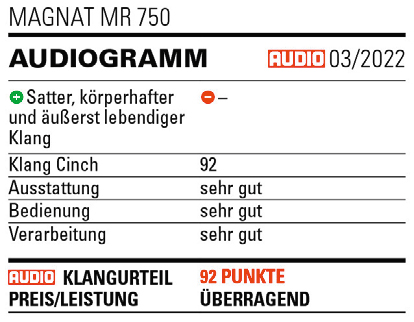 MAGNAT MR 750
AUDIOGRAMM AUDIO 03/2022
+ Satter, körperhafter – –
und äußerst lebendiger
Klang
Klang Cinch 92
Ausstattung sehr gut
Bedienung sehr gut
Verarbeitung sehr gut
AUDIO KLANGURTEIL 92 PUNKTE
PREIS/LEISTUNG ÜBERRAGEND